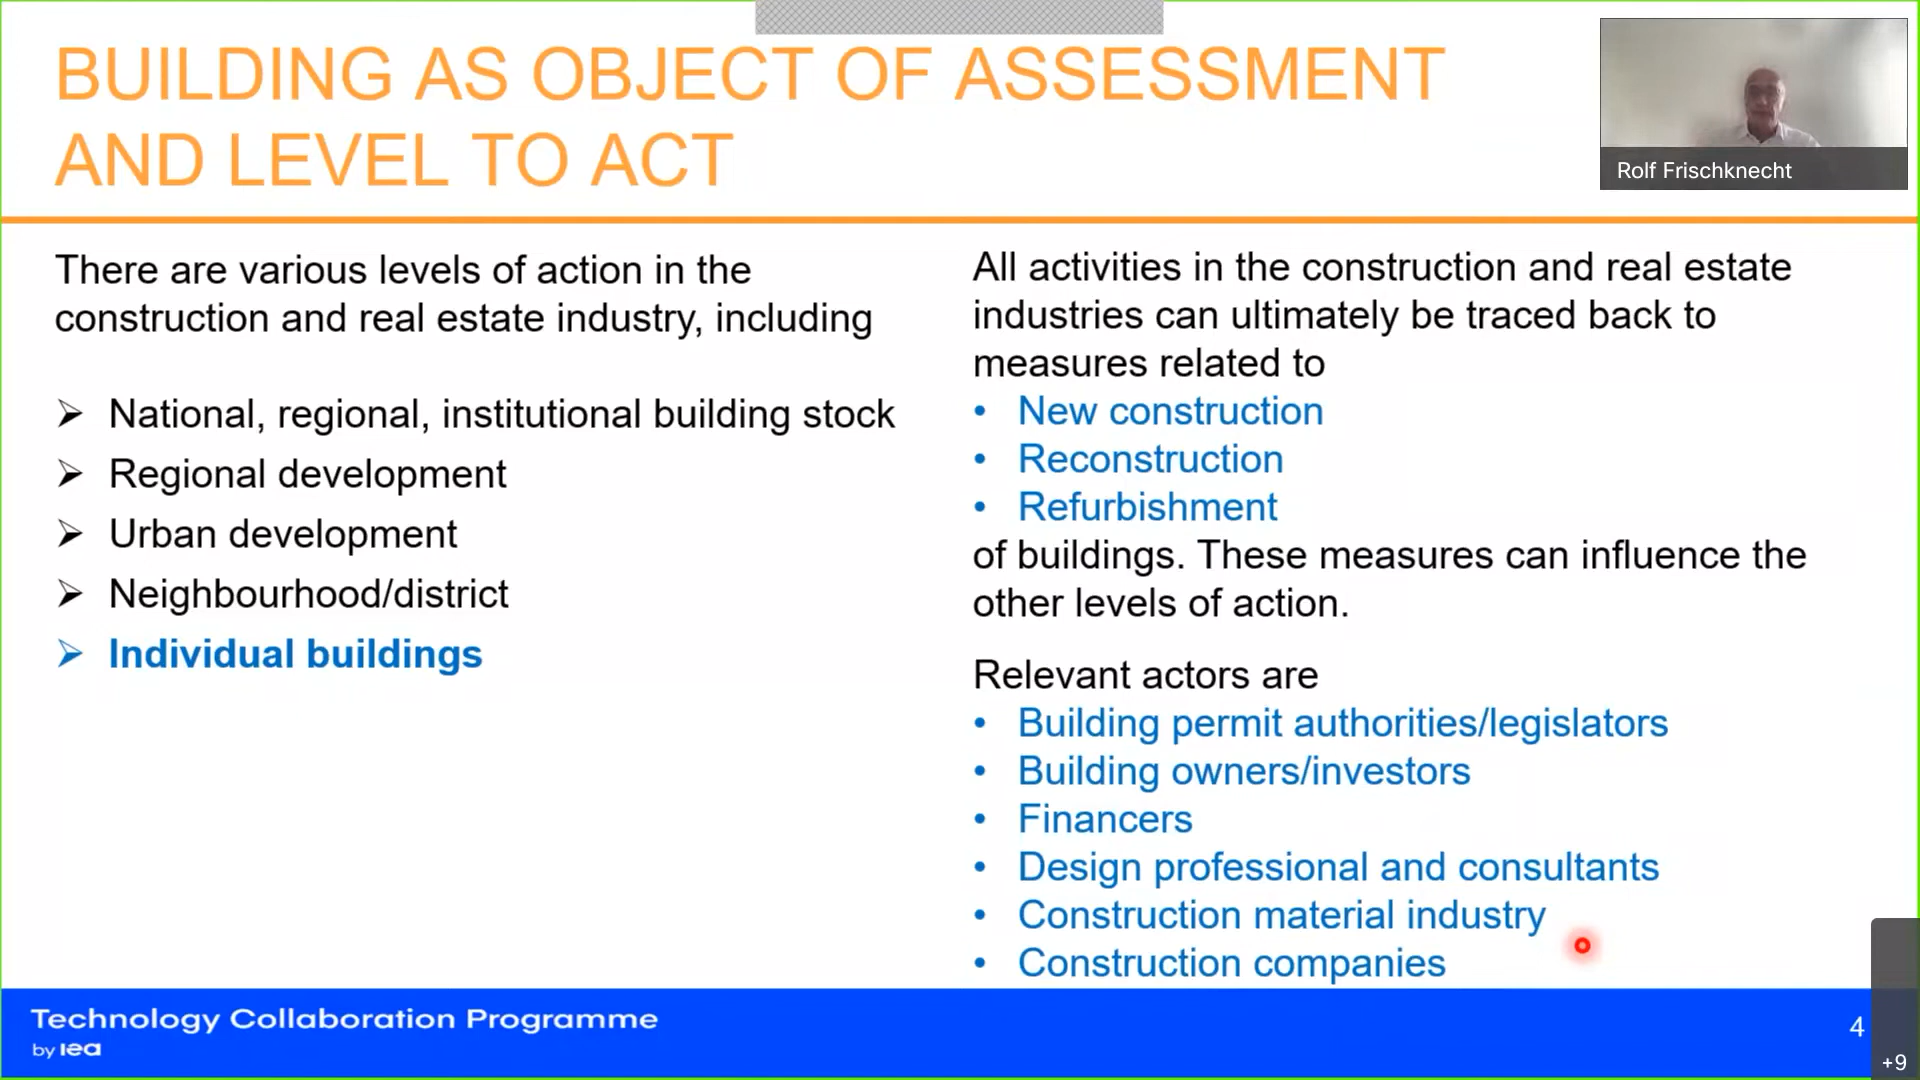 BUILDING AS OBJECT OF ASSESSMENT
AND LEVEL TO ACT
Rolf Frischknecht
There are various levels of action in the
construction and real estate industry, including
➢ National, regional, institutional building stock
➢ Regional development
➢ Urban development
➢ Neighbourhood/district
➢ Individual buildings
All activities in the construction and real estate
industries can ultimately be traced back to
measures related to
• New construction
• Reconstruction
• Refurbishment
of buildings. These measures can influence the
other levels of action.
Relevant actors are
• Building permit authorities/legislators
• Building owners/investors
• Financers
• Design professional and consultants
• Construction material industry
• Construction companies
Technology Collaboration Programme
by iea
4
+9